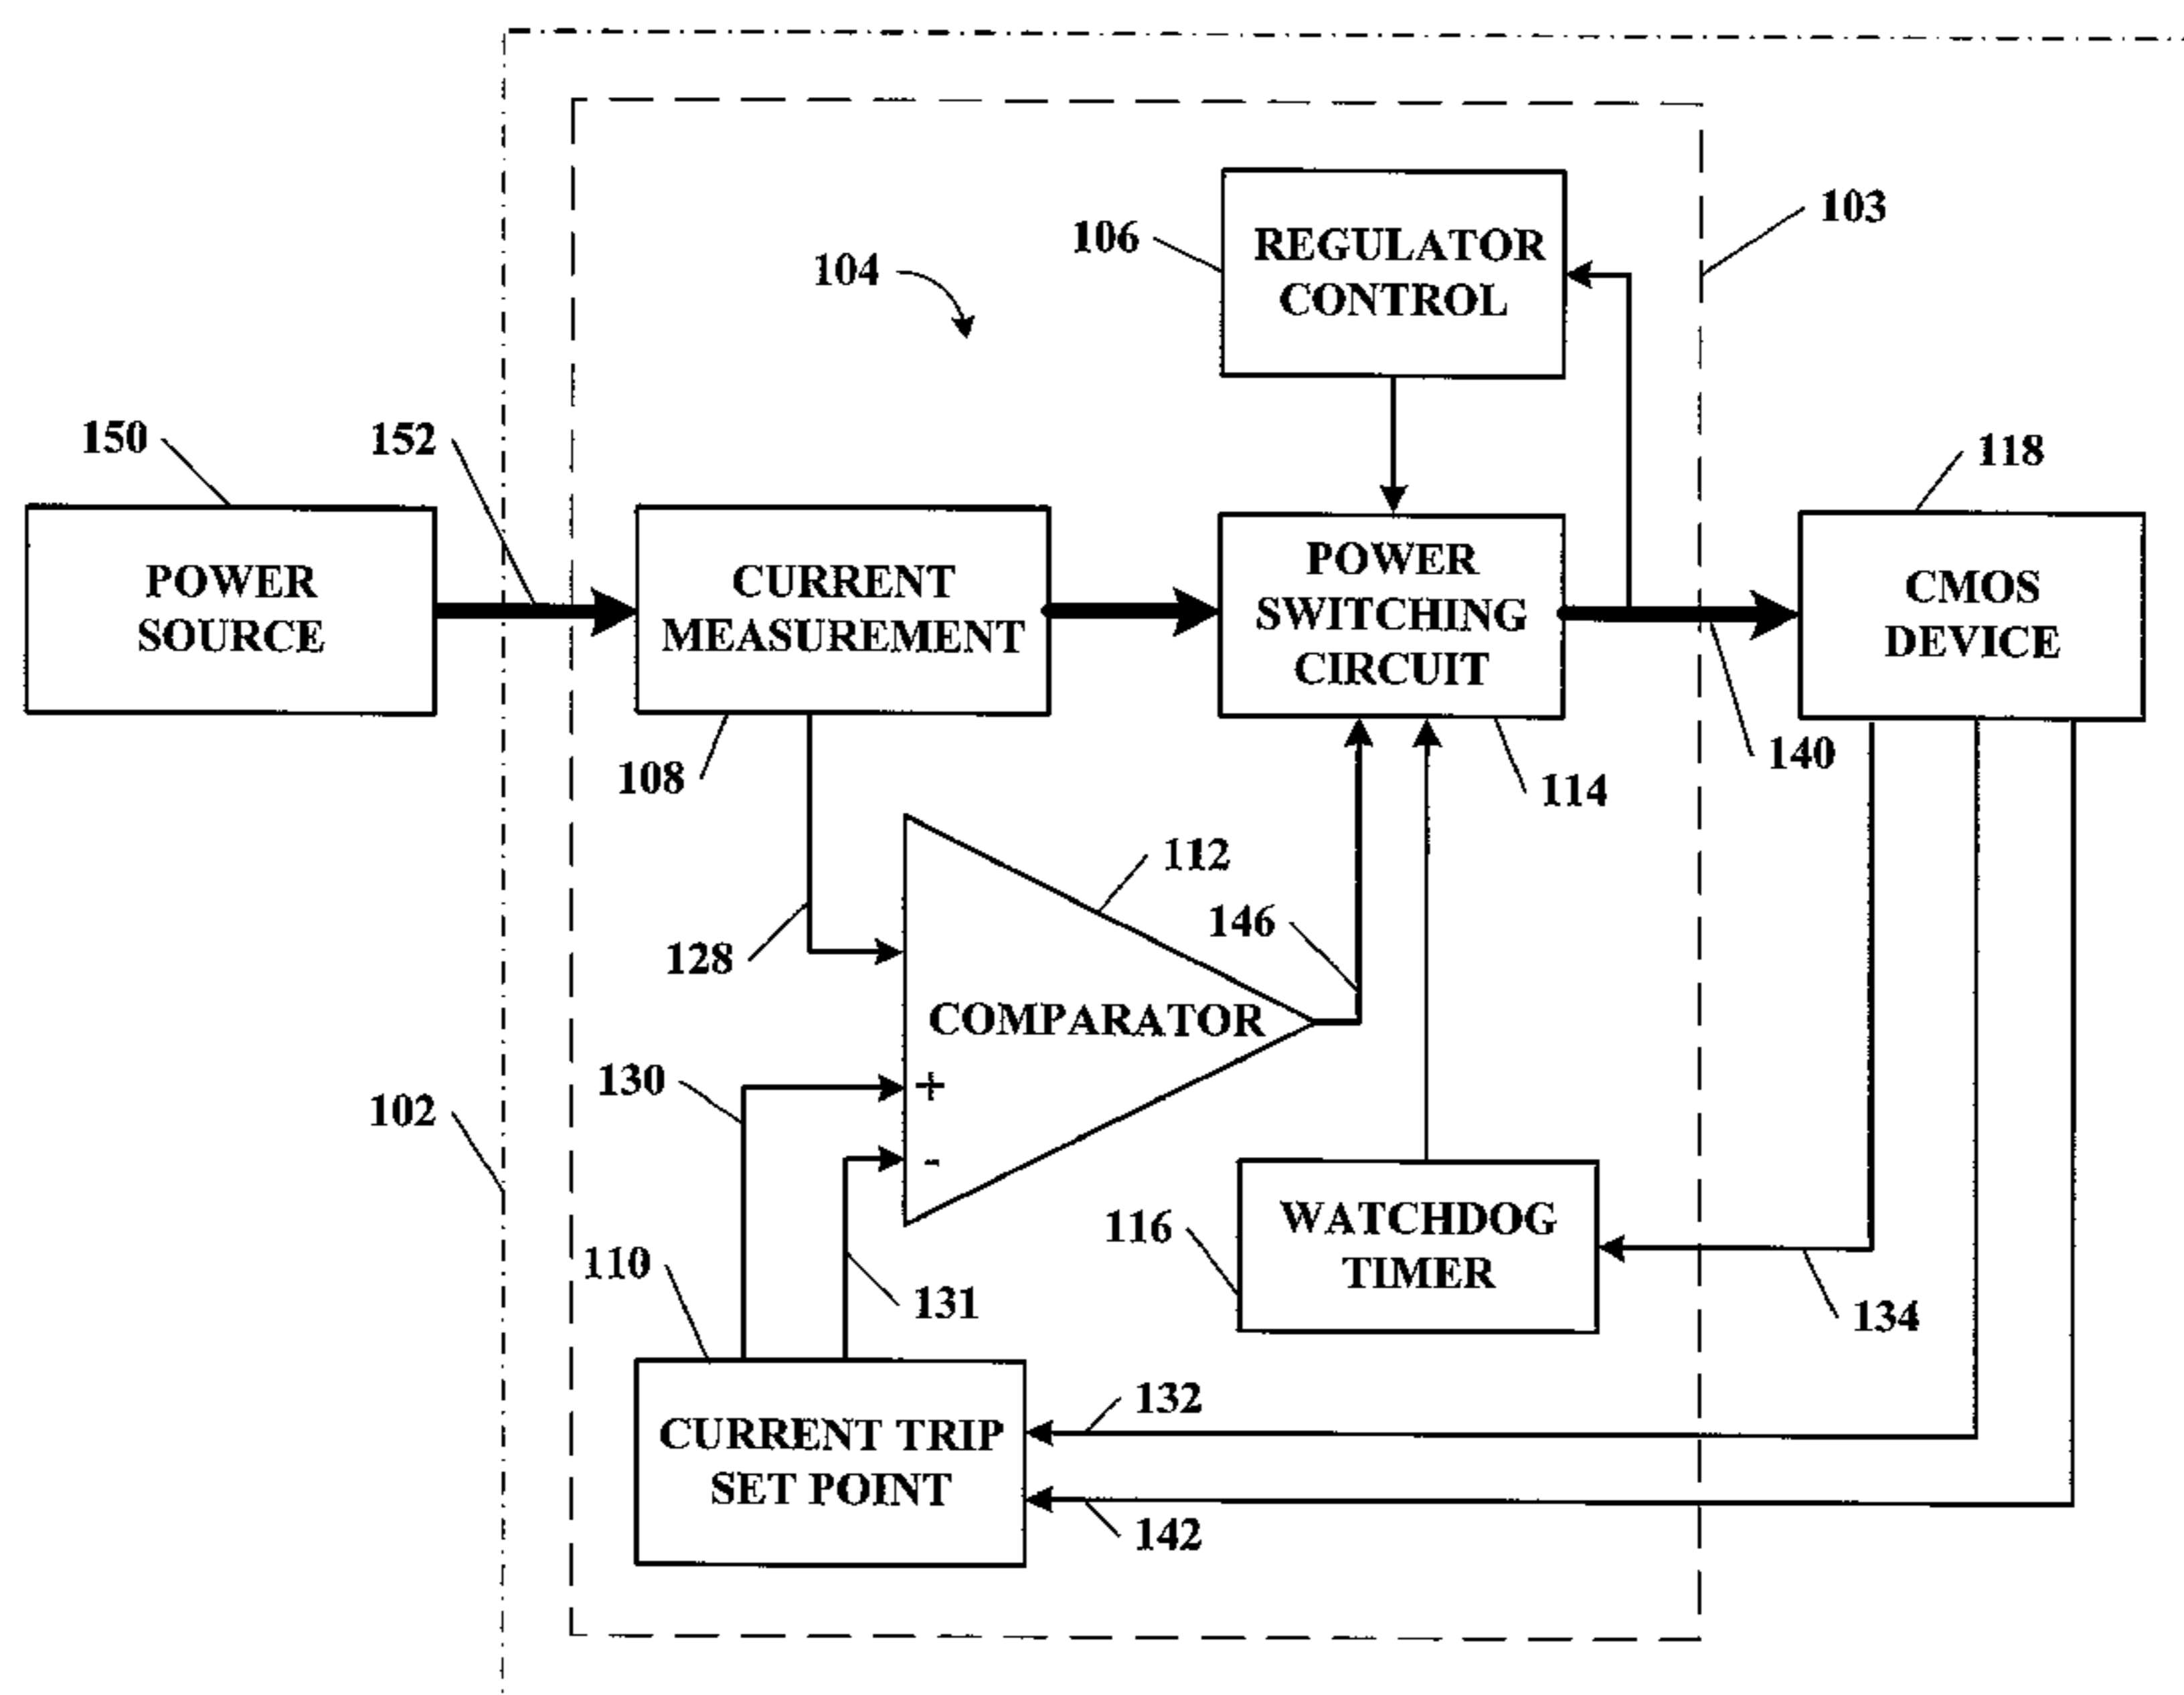 103
106
REGULATOR
CONTROL
104
150
152
118
POWER
SOURCE
CURRENT
MEASUREMENT
POWER
SWITCHING
CIRCUIT
CMOS
DEVICE
108
114
140
112
128
146
COMPARATOR
130
+
102
-
116
WATCHDOG
TIMER
110
131
134
132
CURRENT TRIP
SET POINT
142